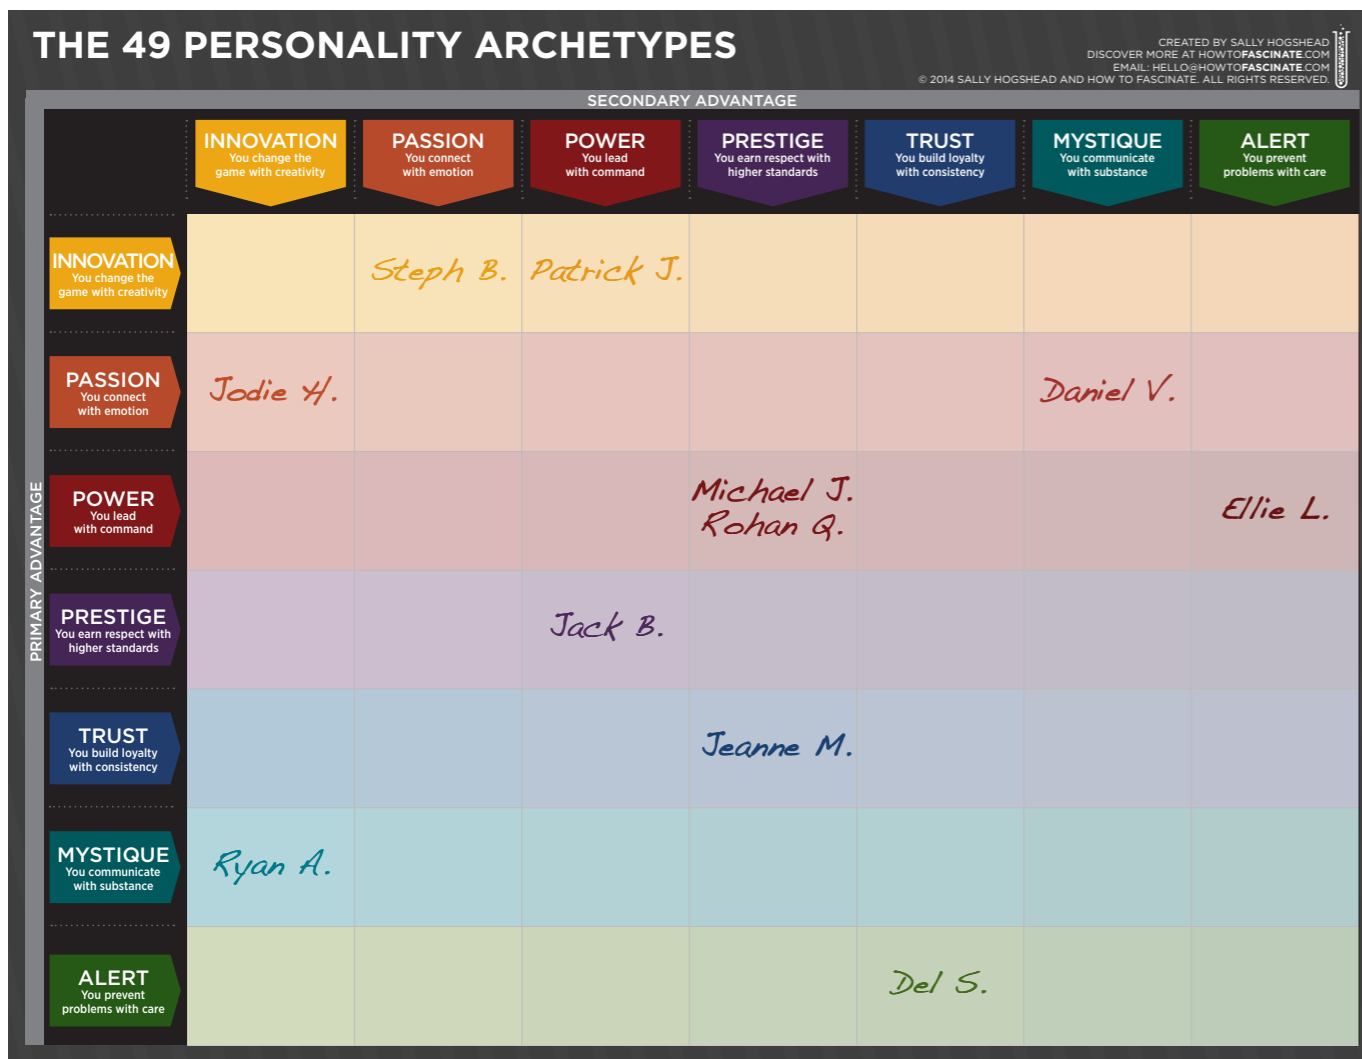 THE 49 PERSONALITY ARCHETYPES
CREATED BY SALLY HOGSHEAD
DISCOVER MORE AT HOWTOFASCINATE.COM
EMAIL: HELLO@HOWTOFASCINATE.COM
© 2014 SALLY HOGSHEAD AND HOW TO FASCINATE. ALL RIGHTS RESERVED.
SECONDARY ADVANTAGE
INNOVATION
You change the
game with creativity
PASSION
You connect
with emotion
POWER
You lead
with command
PRESTIGE
You earn respect with
higher standards
TRUST
You build loyalty
with consistency
MYSTIQUE
You communicate
with substance
ALERT
You prevent
problems with care
PRIMARY ADVANTAGE
INNOVATION
You change the
game with creativity
Steph B.
Patrick J.
PASSION
You connect
with emotion
Jodie H.
Daniel V.
POWER
You lead
with command
Michael J.
Rohan Q.
Ellie L.
PRESTIGE
You earn respect with
higher standards
Jack B.
TRUST
You build loyalty
with consistency
Jeanne M.
MYSTIQUE
You communicate
with substance
Ryan A.
ALERT
You prevent
problems with care
Del S.